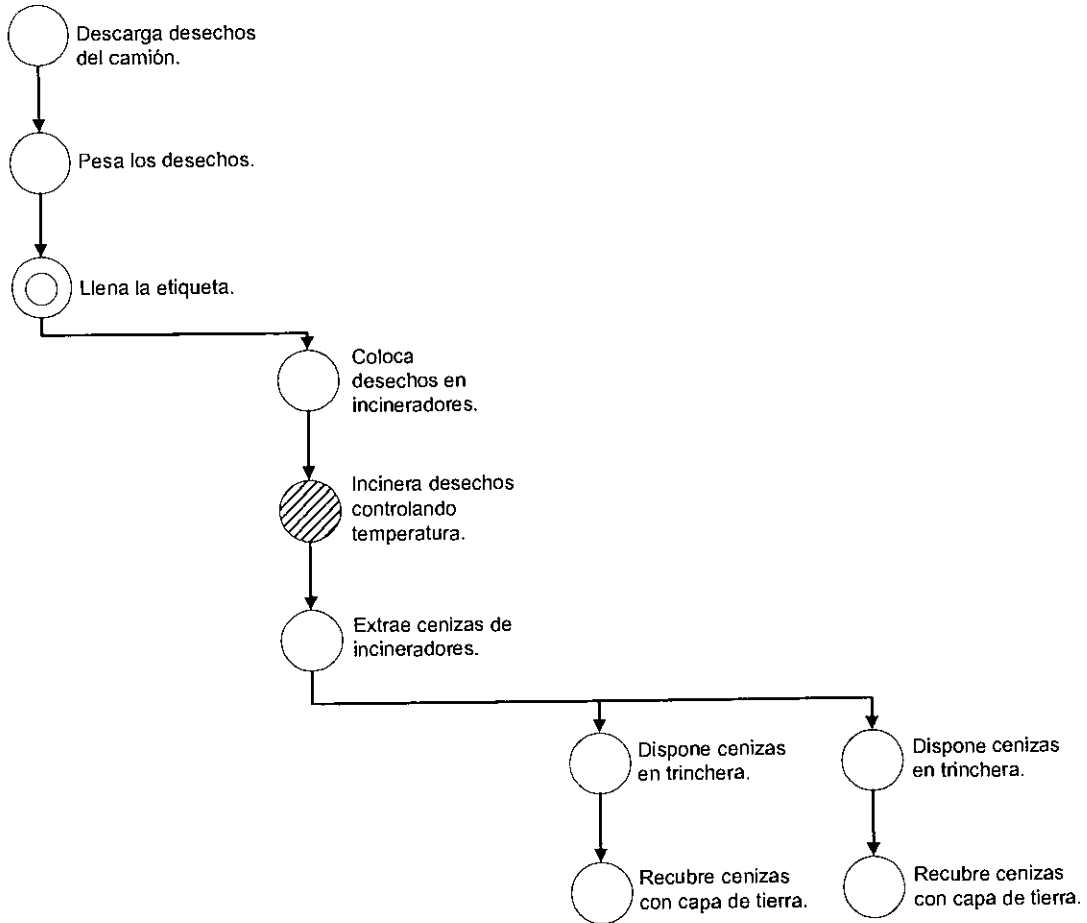 Descarga desechos
del camión.
Pesa los desechos.
Llena la etiqueta.
Coloca
desechos en
incineradores.
Incinera desechos
controlando
temperatura.
Extrae cenizas de
incineradores.
Dispone cenizas
en trinchera.
Dispone cenizas
en trinchera.
Recubre cenizas
con capa de tierra.
Recubre cenizas
con capa de tierra.